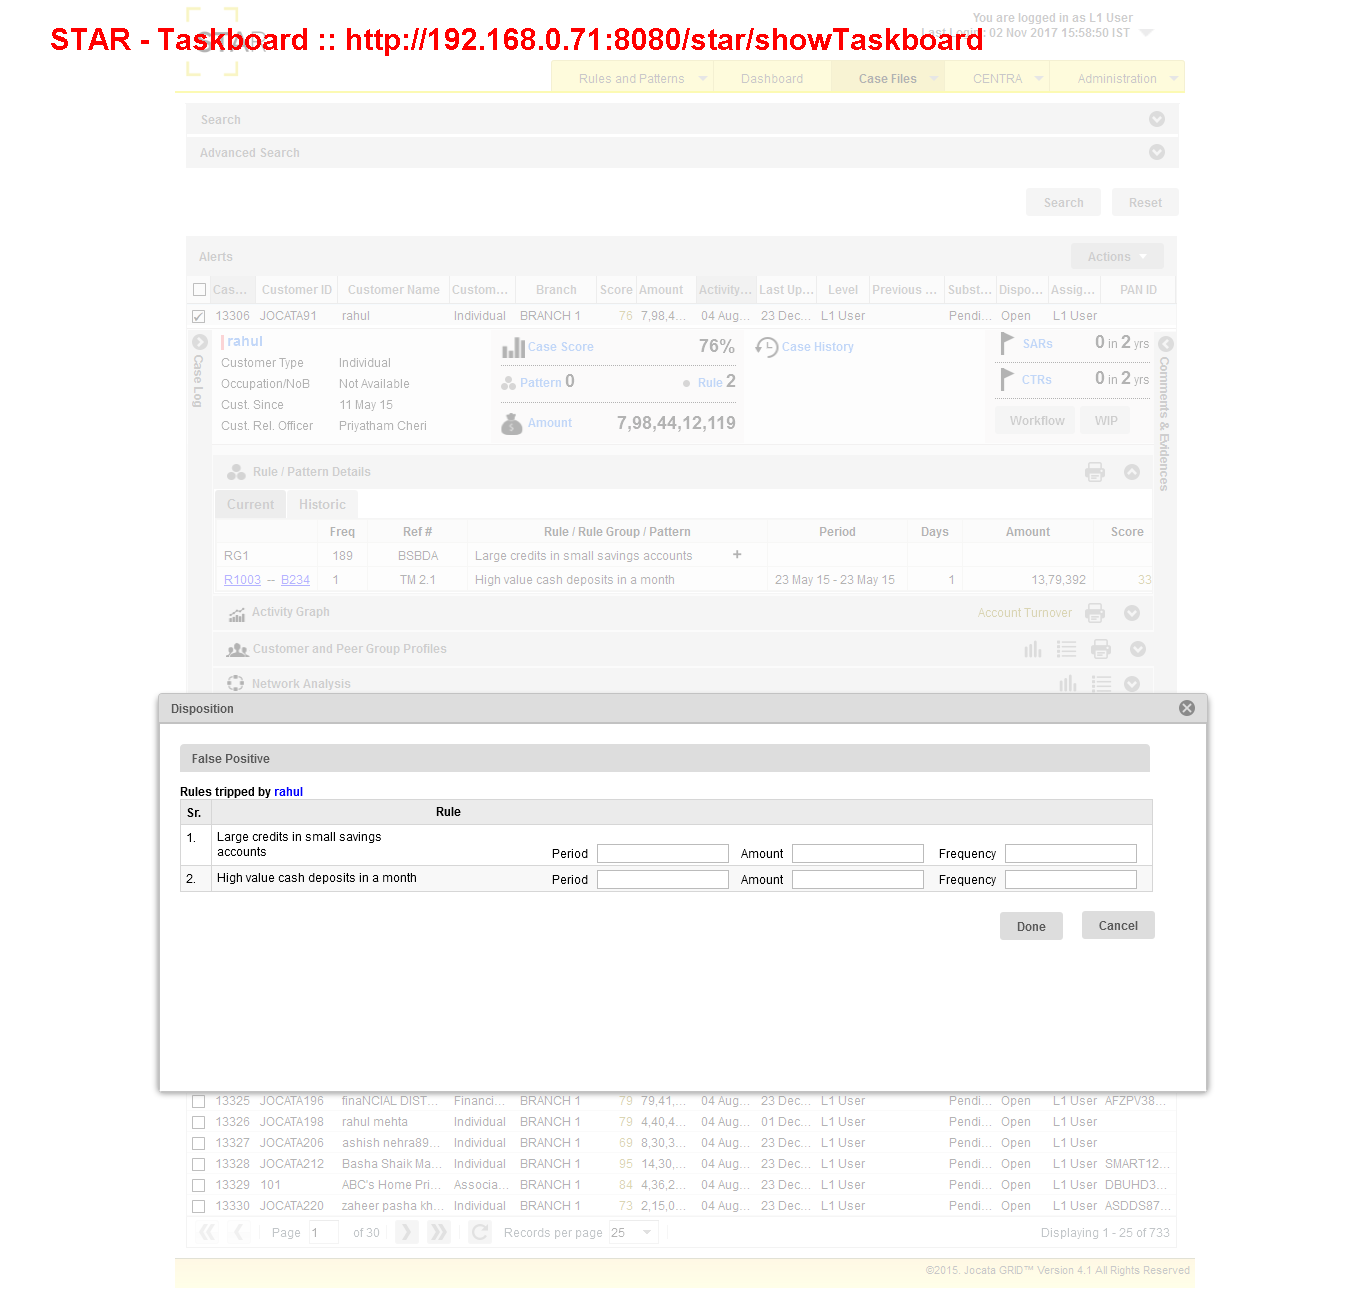 You are logged in as L1 User
STAR - Taskboard :: http://192.168.0.71:8080/star/showTaskboard
Last Login : 02 Nov 2017 15:58:50 IST
Rules and Patterns Dashboard Case Files CENTRA Administration
Search
Advanced Search
Search Reset
Alerts Actions
Cas... Customer ID Customer Name Custom... Branch Score Amount Activity... Last Up... Level Previous ... Subst... Dispo... Assig... PAN ID
13306 JOCATA91 rahul Individual BRANCH 1 76 7,98,4... 04 Aug... 23 Dec... L1 User Pendi... Open L1 User
Case Log
rahul
Customer Type Individual
Occupation/NoB Not Available
Cust. Since 11 May 15
Cust. Rel. Officer Priyatham Cheri
Case Score 76%
Pattern 0 Rule 2
Amount 7,98,44,12,119
Case History
SARs 0 in 2 yrs
CTRs 0 in 2 yrs
Workflow WIP
Comments & Evidences
Rule / Pattern Details
Current Historic
Freq Ref # Rule / Rule Group / Pattern Period Days Amount Score
RG1 189 BSBDA Large credits in small savings accounts +
R1003 -- B234 1 TM 2.1 High value cash deposits in a month 23 May 15 - 23 May 15 1 13,79,392 33
Activity Graph Account Turnover
Customer and Peer Group Profiles
Network Analysis
Disposition
False Positive
Rules tripped by rahul
Sr. Rule
1. Large credits in small savings
accounts Period Amount Frequency
2. High value cash deposits in a month Period Amount Frequency
Done Cancel
13325 JOCATA196 finaNCIAL DIST... Financi... BRANCH 1 79 79,41,... 04 Aug... 23 Dec... L1 User Pendi... Open L1 User AFZPV38...
13326 JOCATA198 rahul mehta Individual BRANCH 1 79 4,40,4... 04 Aug... 01 Dec... L1 User Pendi... Open L1 User
13327 JOCATA206 ashish nehra89... Individual BRANCH 1 69 8,30,3... 04 Aug... 23 Dec... L1 User Pendi... Open L1 User
13328 JOCATA212 Basha Shaik Ma... Individual BRANCH 1 95 14,30,... 04 Aug... 23 Dec... L1 User Pendi... Open L1 User SMART12...
13329 101 ABC's Home Pri... Associa... BRANCH 1 84 4,36,2... 04 Aug... 23 Dec... L1 User Pendi... Open L1 User DBUHD3...
13330 JOCATA220 zaheer pasha kh... Individual BRANCH 1 73 2,15,0... 04 Aug... 23 Dec... L1 User Pendi... Open L1 User ASDDS87...
Page 1 of 30 Records per page 25 Displaying 1 - 25 of 733
©2015. Jocata GRID™ Version 4.1 All Rights Reserved